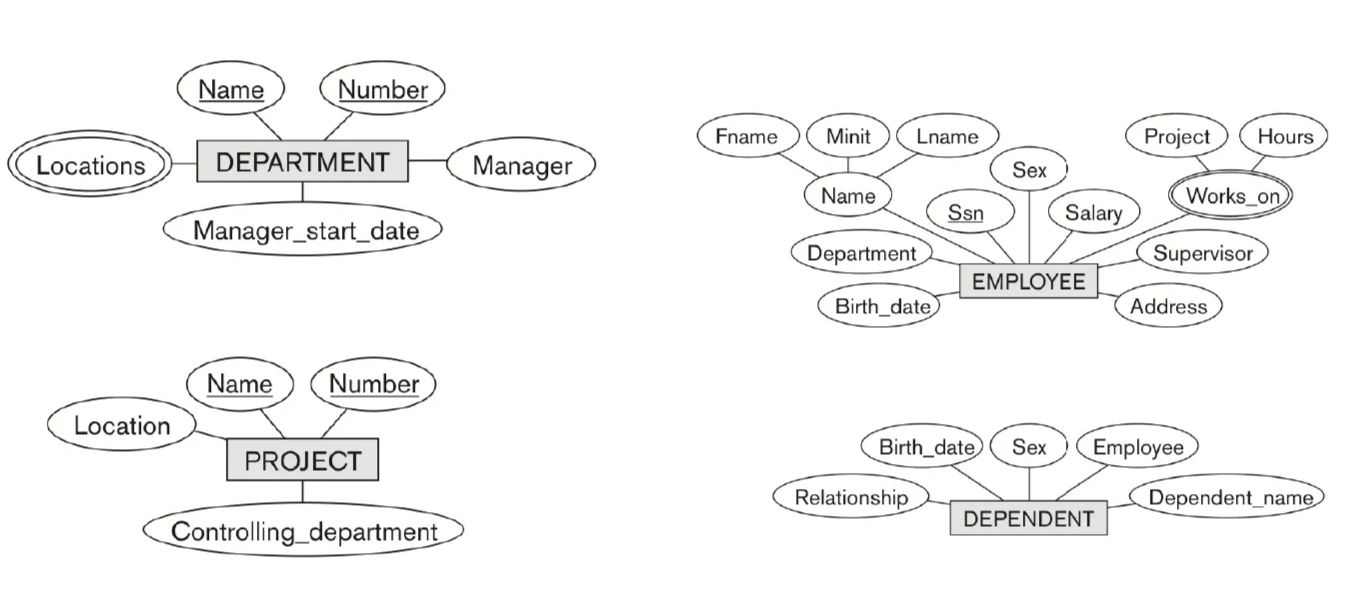 Name
Number
Locations
DEPARTMENT
Manager
Manager_start_date
Name
Number
Location
PROJECT
Controlling_department
Fname
Minit
Lname
Project
Hours
Sex
Name
Works_on
Ssn
Salary
Department
Supervisor
EMPLOYEE
Birth_date
Address
Birth_date
Sex
Employee
Relationship
Dependent_name
DEPENDENT